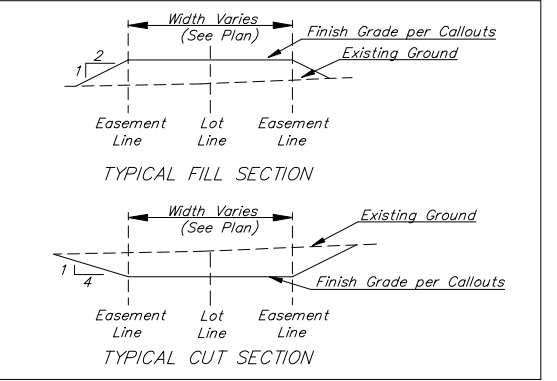 Width Varies
(See Plan)
Finish Grade per Callouts
Existing Ground
2
1
Easement Line
Lot Line
Easement Line
TYPICAL FILL SECTION
Width Varies
(See Plan)
Existing Ground
1
4
Finish Grade per Callouts
Easement Line
Lot Line
Easement Line
TYPICAL CUT SECTION